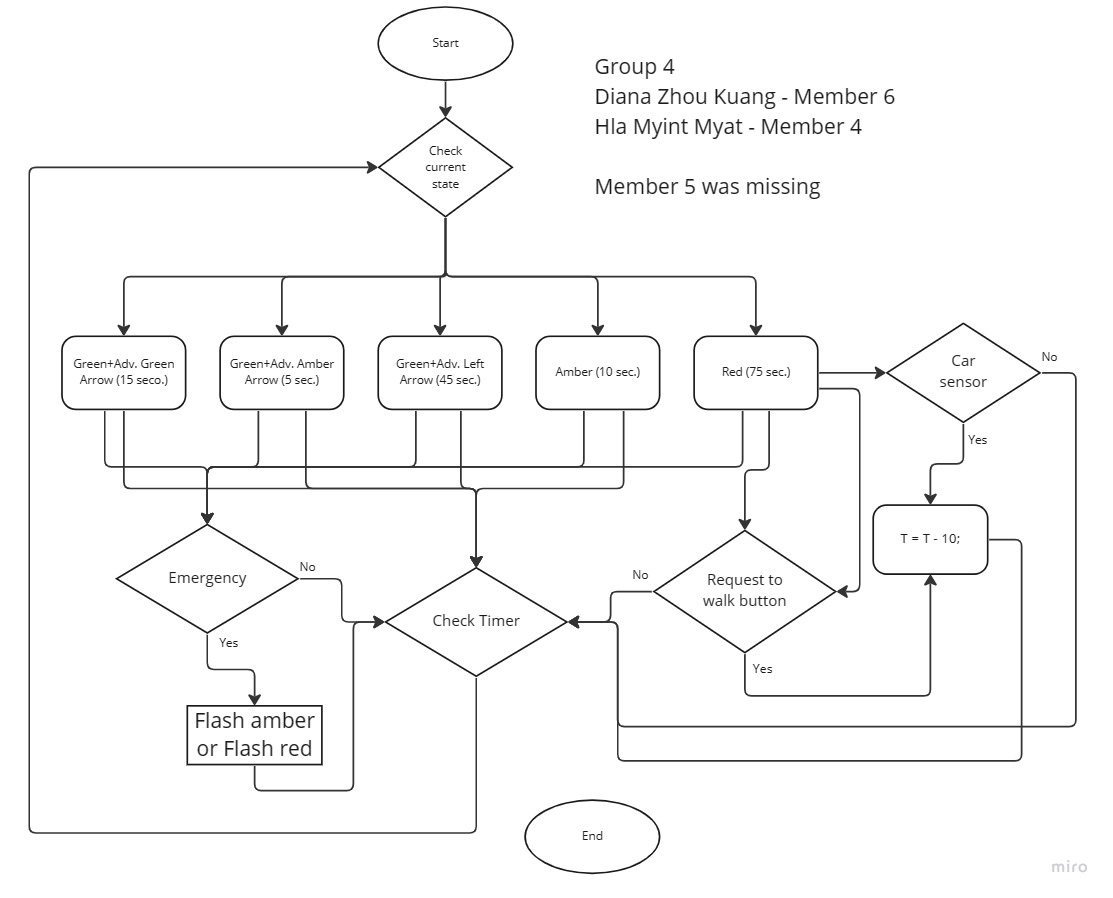 Start
Group 4
Diana Zhou Kuang - Member 6
Hla Myint Myat - Member 4
Member 5 was missing
Check
current
state
Green+Adv. Green
Arrow (15 seco.)
Green+Adv. Amber
Arrow (5 sec.)
Green+Adv. Left
Arrow (45 sec.)
Amber (10 sec.)
Red (75 sec.)
Car
sensor
No
Yes
T = T - 10;
Emergency
No
Yes
Check Timer
No
Request to
walk button
Yes
Flash amber
or Flash red
End
miro